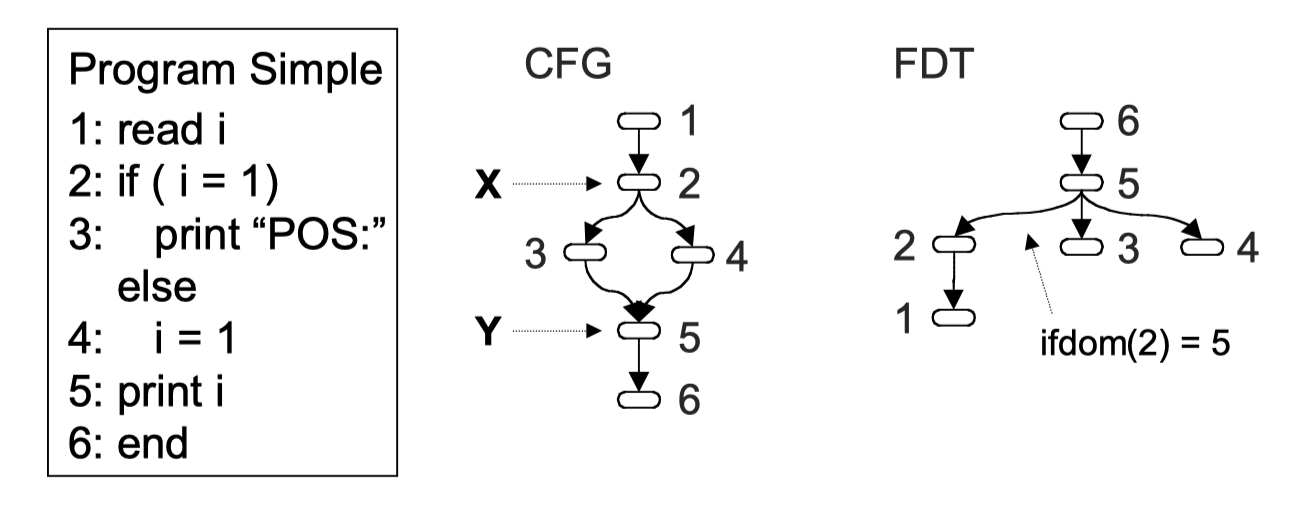 Program Simple
1: read i
2: if ( i = 1)
3: print “POS:”
else
4: i = 1
5: print i
6: end
CFG
1
X
2
3
4
Y
5
6
FDT
6
5
2
3
4
1
ifdom(2) = 5